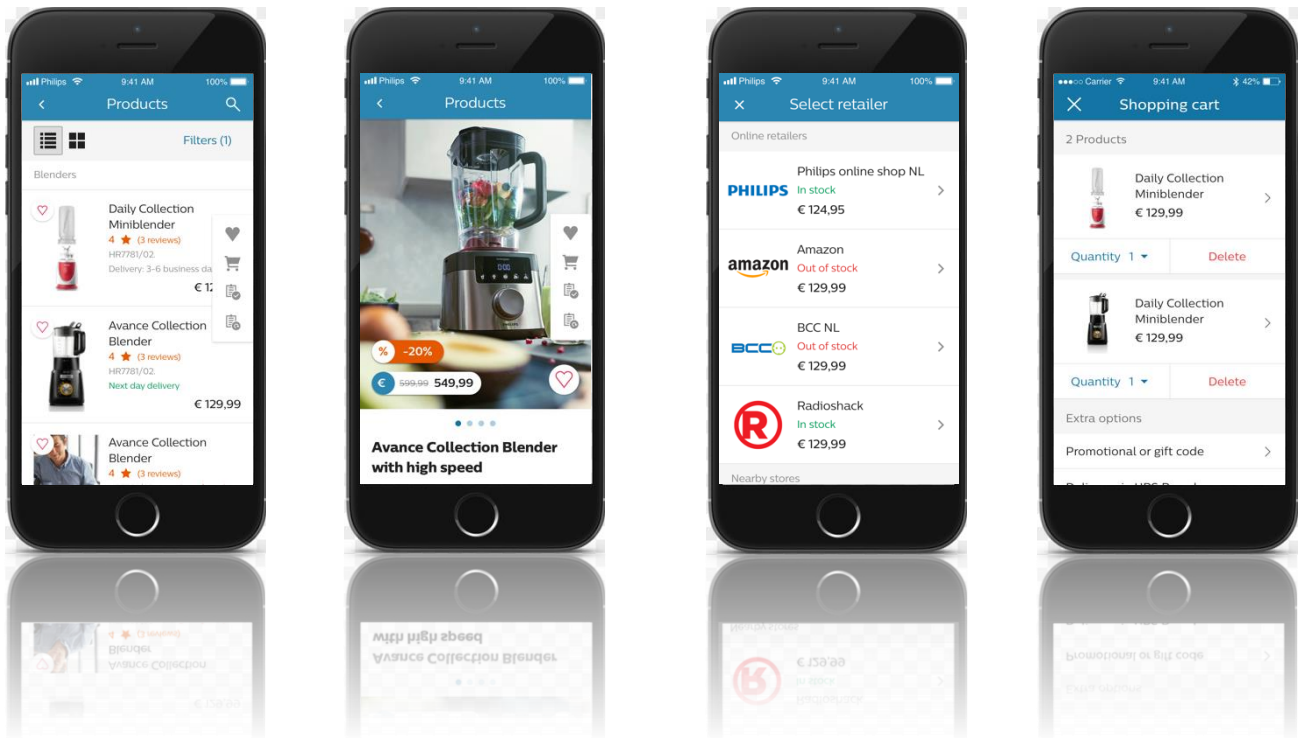 Philips 9:41 AM 100%
Products
Filters (1)
Blenders
Daily Collection
Miniblender
4 (3 reviews)
HR7781/02
Delivery: 3-6 business da
€ 12
Avance Collection
Blender
4 (3 reviews)
HR7781/02
Next day delivery
€ 129,99
Avance Collection
Blender
4 (3 reviews)
Philips 9:41 AM 100%
Products
% -20%
€ 599,99 549,99
Avance Collection Blender
with high speed
Philips 9:41 AM 100%
Select retailer
Online retailers
Philips online shop NL
PHILIPS In stock
€ 124,95
Amazon
amazon Out of stock
€ 129,99
BCC NL
BCC Out of stock
€ 129,99
Radioshack
R In stock
€ 129,99
Nearby stores
Carrier 9:41 AM 42%
Shopping cart
2 Products
Daily Collection
Miniblender
€ 129,99
Quantity 1 Delete
Daily Collection
Miniblender
€ 129,99
Quantity 1 Delete
Extra options
Promotional or gift code